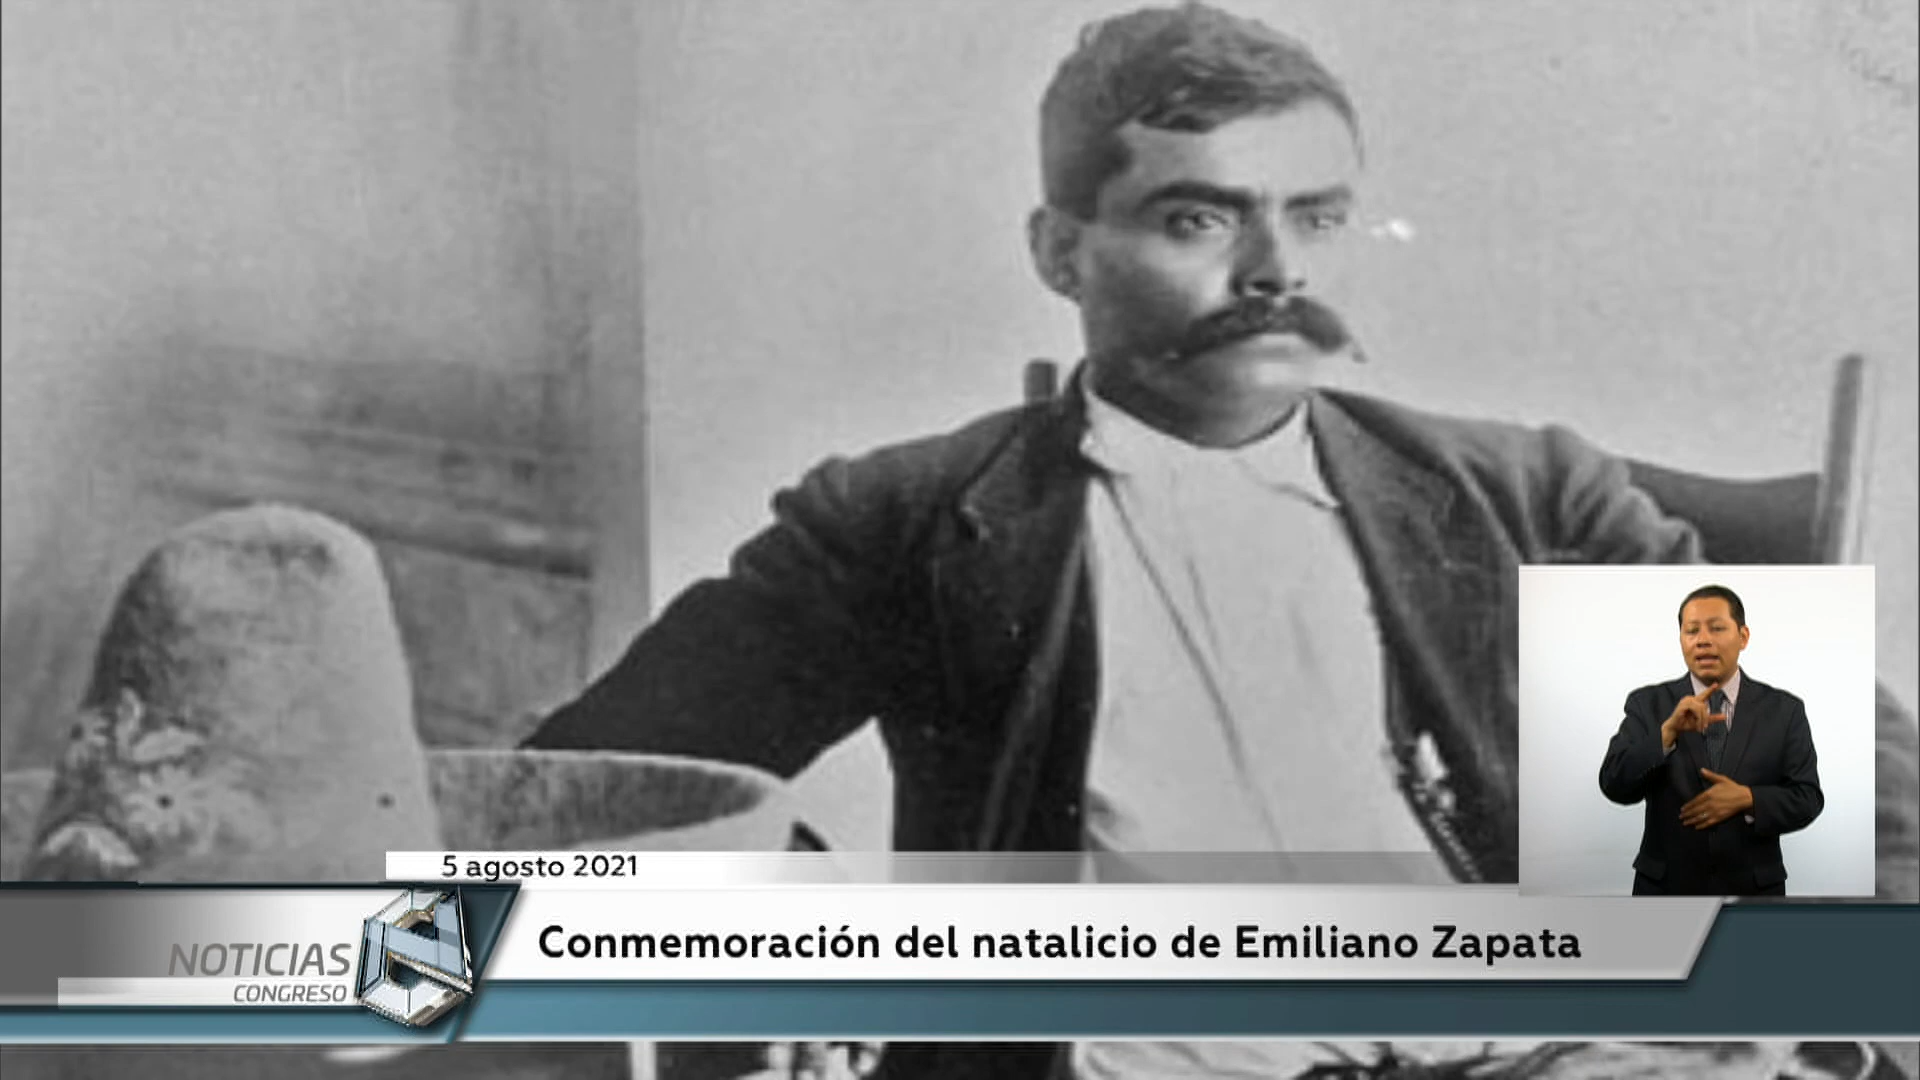 5 agosto 2021
Conmemoración del natalicio de Emiliano Zapata
NOTICIAS
CONGRESO